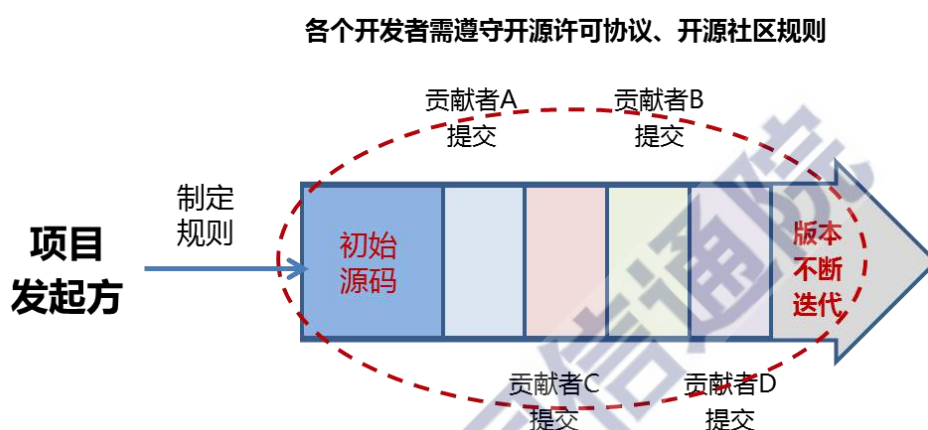 各个开发者需遵守开源许可协议、开源社区规则
贡献者A
提交
贡献者B
提交
制定
规则
项目
发起方
初始
源码
版本
不断
迭代
贡献者C
提交
贡献者D
提交
信通院